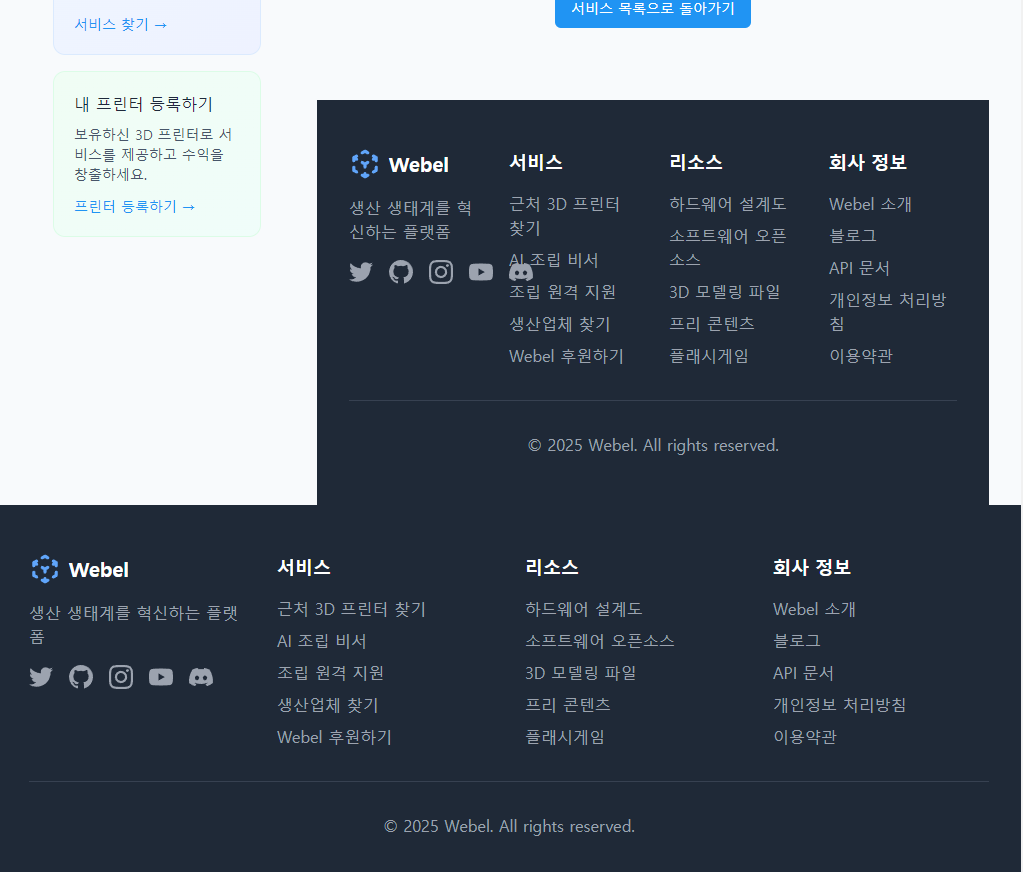 서비스 찾기 →
서비스 목록으로 돌아가기
내 프린터 등록하기
보유하신 3D 프린터로 서
비스를 제공하고 수익을
창출하세요.
프린터 등록하기 →
Webel
생산 생태계를 혁
신하는 플랫폼
서비스
근처 3D 프린터
찾기
AI 조립 비서
조립 원격 지원
생산업체 찾기
Webel 후원하기
리소스
하드웨어 설계도
소프트웨어 오픈
소스
3D 모델링 파일
프리 콘텐츠
플래시게임
회사 정보
Webel 소개
블로그
API 문서
개인정보 처리방
침
이용약관
© 2025 Webel. All rights reserved.
Webel
생산 생태계를 혁신하는 플랫
폼
서비스
근처 3D 프린터 찾기
AI 조립 비서
조립 원격 지원
생산업체 찾기
Webel 후원하기
리소스
하드웨어 설계도
소프트웨어 오픈소스
3D 모델링 파일
프리 콘텐츠
플래시게임
회사 정보
Webel 소개
블로그
API 문서
개인정보 처리방침
이용약관
© 2025 Webel. All rights reserved.